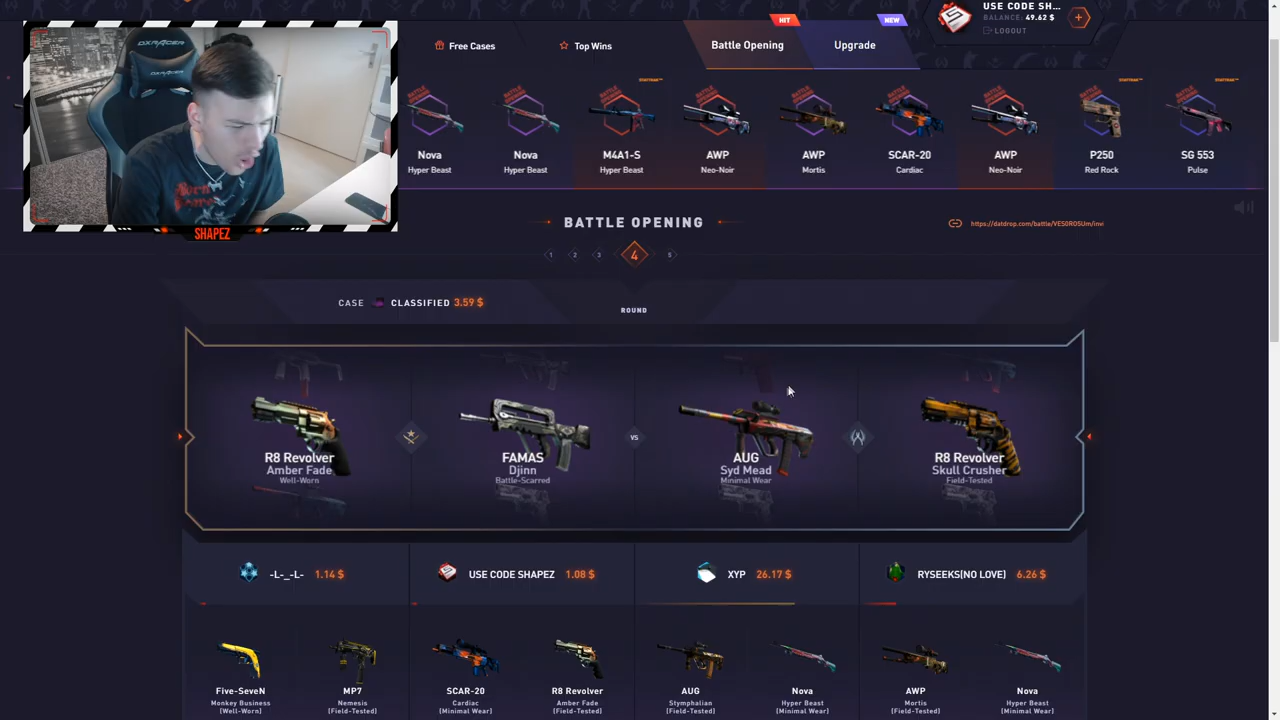 USE CODE SH...
BALANCE: 49.62 $
LOGOUT
HIT
NEW
Free Cases
Top Wins
Battle Opening
Upgrade
DXRACER
SHAPEZ
Nova
Hyper Beast
Nova
Hyper Beast
M4A1-S
Hyper Beast
AWP
Neo-Noir
AWP
Mortis
SCAR-20
Cardiac
AWP
Neo-Noir
P250
Red Rock
SG 553
Pulse
BATTLE OPENING
https://datdrop.com/battle/VES0RO5Um/invi
1 2 3 4 5
CASE CLASSIFIED 3.59 $
ROUND
R8 Revolver
Amber Fade
Well-Worn
FAMAS
Djinn
Battle-Scarred
VS
AUG
Syd Mead
Minimal Wear
R8 Revolver
Skull Crusher
Field-Tested
-L-_-L- 1.14 $
USE CODE SHAPEZ 1.08 $
XYP 26.17 $
RYSEEKS(NO LOVE) 6.26 $
Five-SeveN
Monkey Business
(Well-Worn)
MP7
Nemesis
(Field-Tested)
SCAR-20
Cardiac
(Minimal Wear)
R8 Revolver
Amber Fade
(Field-Tested)
AUG
Stymphalian
(Field-Tested)
Nova
Hyper Beast
(Minimal Wear)
AWP
Mortis
(Field-Tested)
Nova
Hyper Beast
(Minimal Wear)